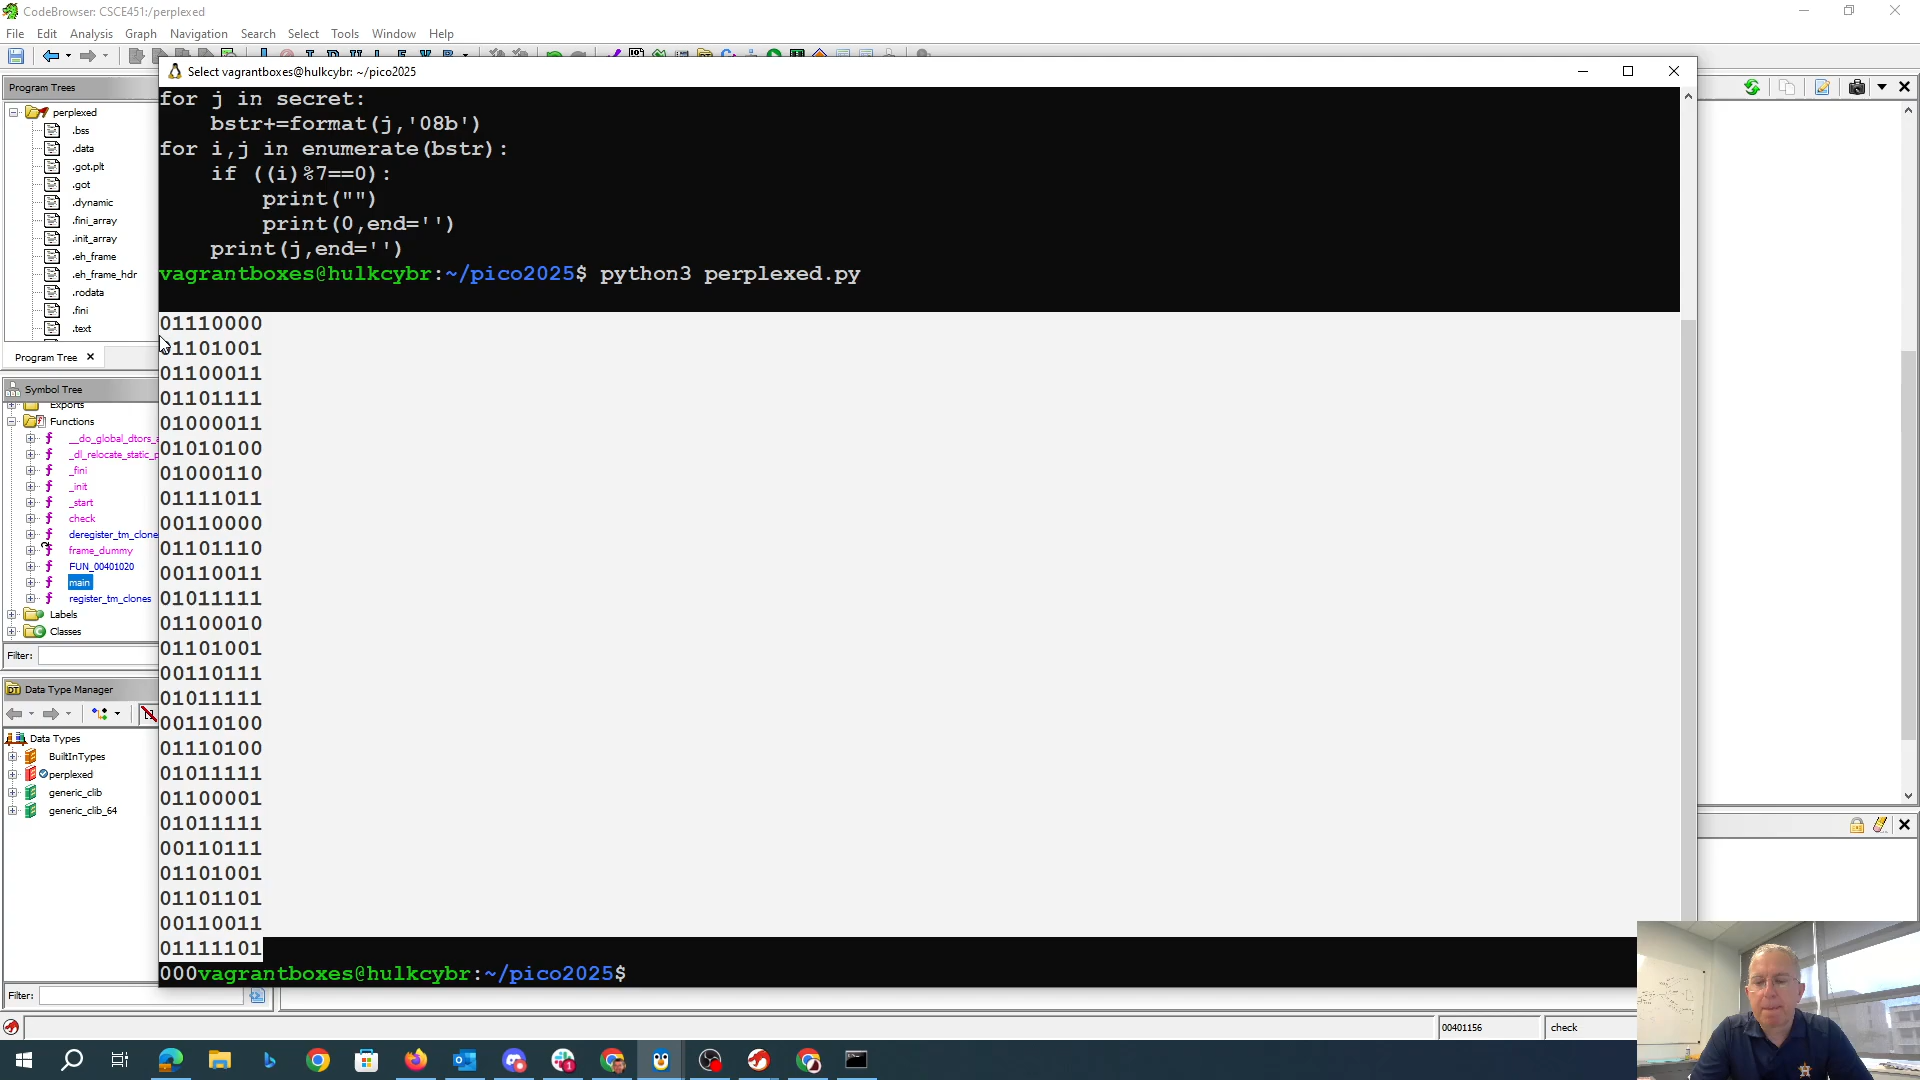 CodeBrowser: CSCE451:/perplexed
File Edit Analysis Graph Navigation Search Select Tools Window Help
Select vagrantboxes@hulkcybr: ~/pico2025
Program Trees
perplexed
.bss
.data
.got.plt
.got
.dynamic
.fini_array
.init_array
.eh_frame
.eh_frame_hdr
.rodata
.fini
.text
Program Tree
Symbol Tree
Exports
Functions
__do_global_dtors_a
_dl_relocate_static_p
_fini
_init
_start
check
deregister_tm_clone
frame_dummy
FUN_00401020
main
register_tm_clones
Labels
Classes
Filter:
Data Type Manager
Data Types
BuiltInTypes
perplexed
generic_clib
generic_clib_64
Filter:
for j in secret:
bstr+=format(j,'08b')
for i,j in enumerate(bstr):
if ((i)%7==0):
print("")
print(0,end='')
print(j,end='')
vagrantboxes@hulkcybr:~/pico2025$ python3 perplexed.py
01110000
01101001
01100011
01101111
01000011
01010100
01000110
01111011
00110000
01101110
00110011
01011111
01100010
01101001
00110111
01011111
00110100
01110100
01011111
01100001
01011111
00110111
01101001
01101101
00110011
01111101
000vagrantboxes@hulkcybr:~/pico2025$
00401156
check